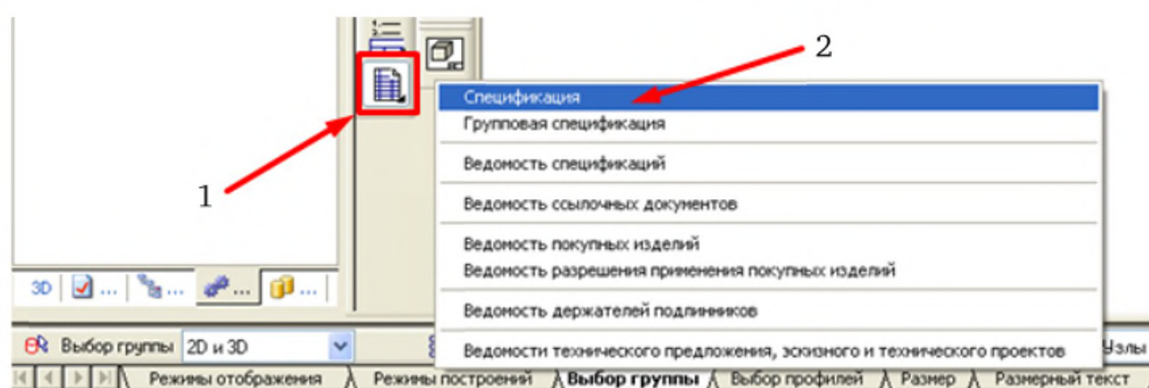 2
Спецификация
Групповая спецификация
Ведомость спецификаций
1
Ведомость ссылочных документов
Ведомость покупных изделий
Ведомость разрешения применения покупных изделий
3D ... ... ... ...
Ведомость держателей подлинников
Выбор группы 2D и 3D
Ведомости технического предложения, эскизного и технического проектов
Узлы
Режимы отображения Режимы построений Выбор группы Выбор профилей Размер Размерный текст